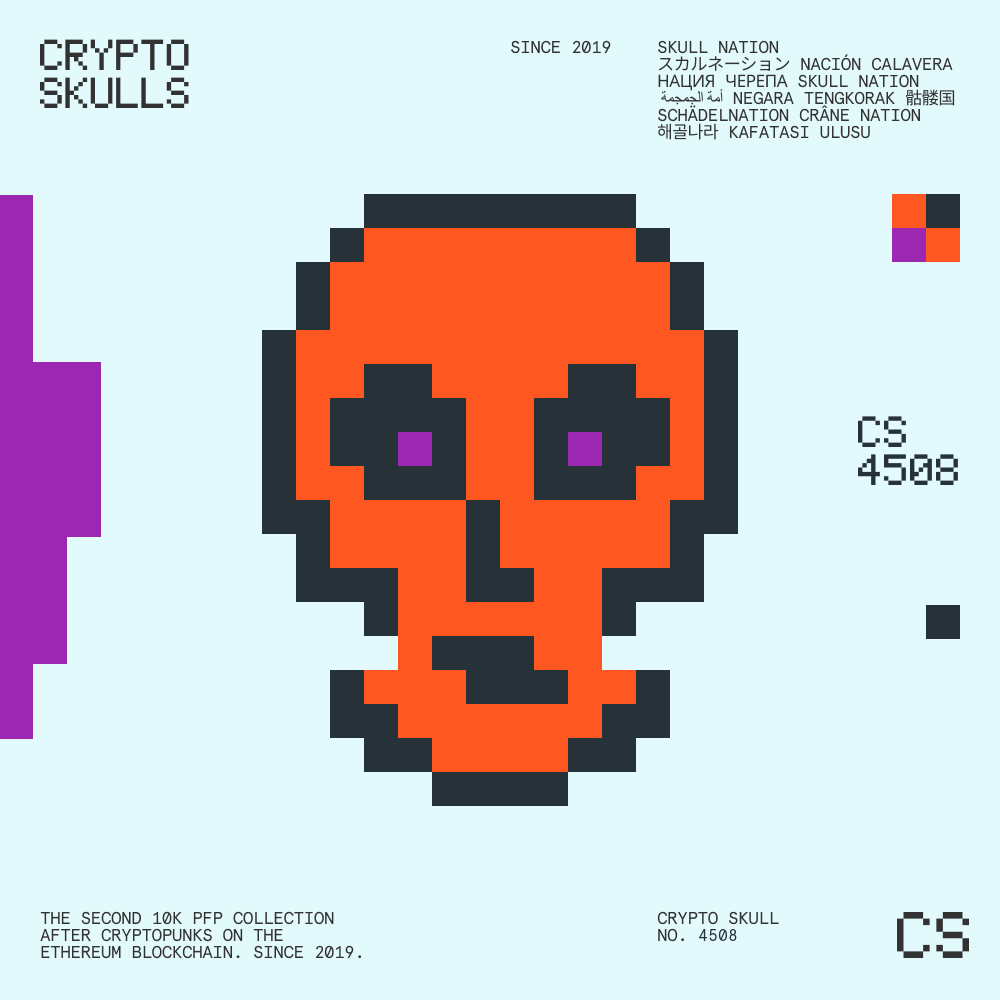 CRYPTO
SKULLS
SINCE 2019
SKULL NATION
スカルネーション NACIÓN CALAVERA
НАЦИЯ ЧЕРЕПА SKULL NATION
أمة الجمجمة NEGARA TENGKORAK 骷髅国
SCHÄDELNATION CRÂNE NATION
해골나라 KAFATASI ULUSU
CS
4508
THE SECOND 10K PFP COLLECTION
AFTER CRYPTOPUNKS ON THE
ETHEREUM BLOCKCHAIN. SINCE 2019.
CRYPTO SKULL
NO. 4508
CS